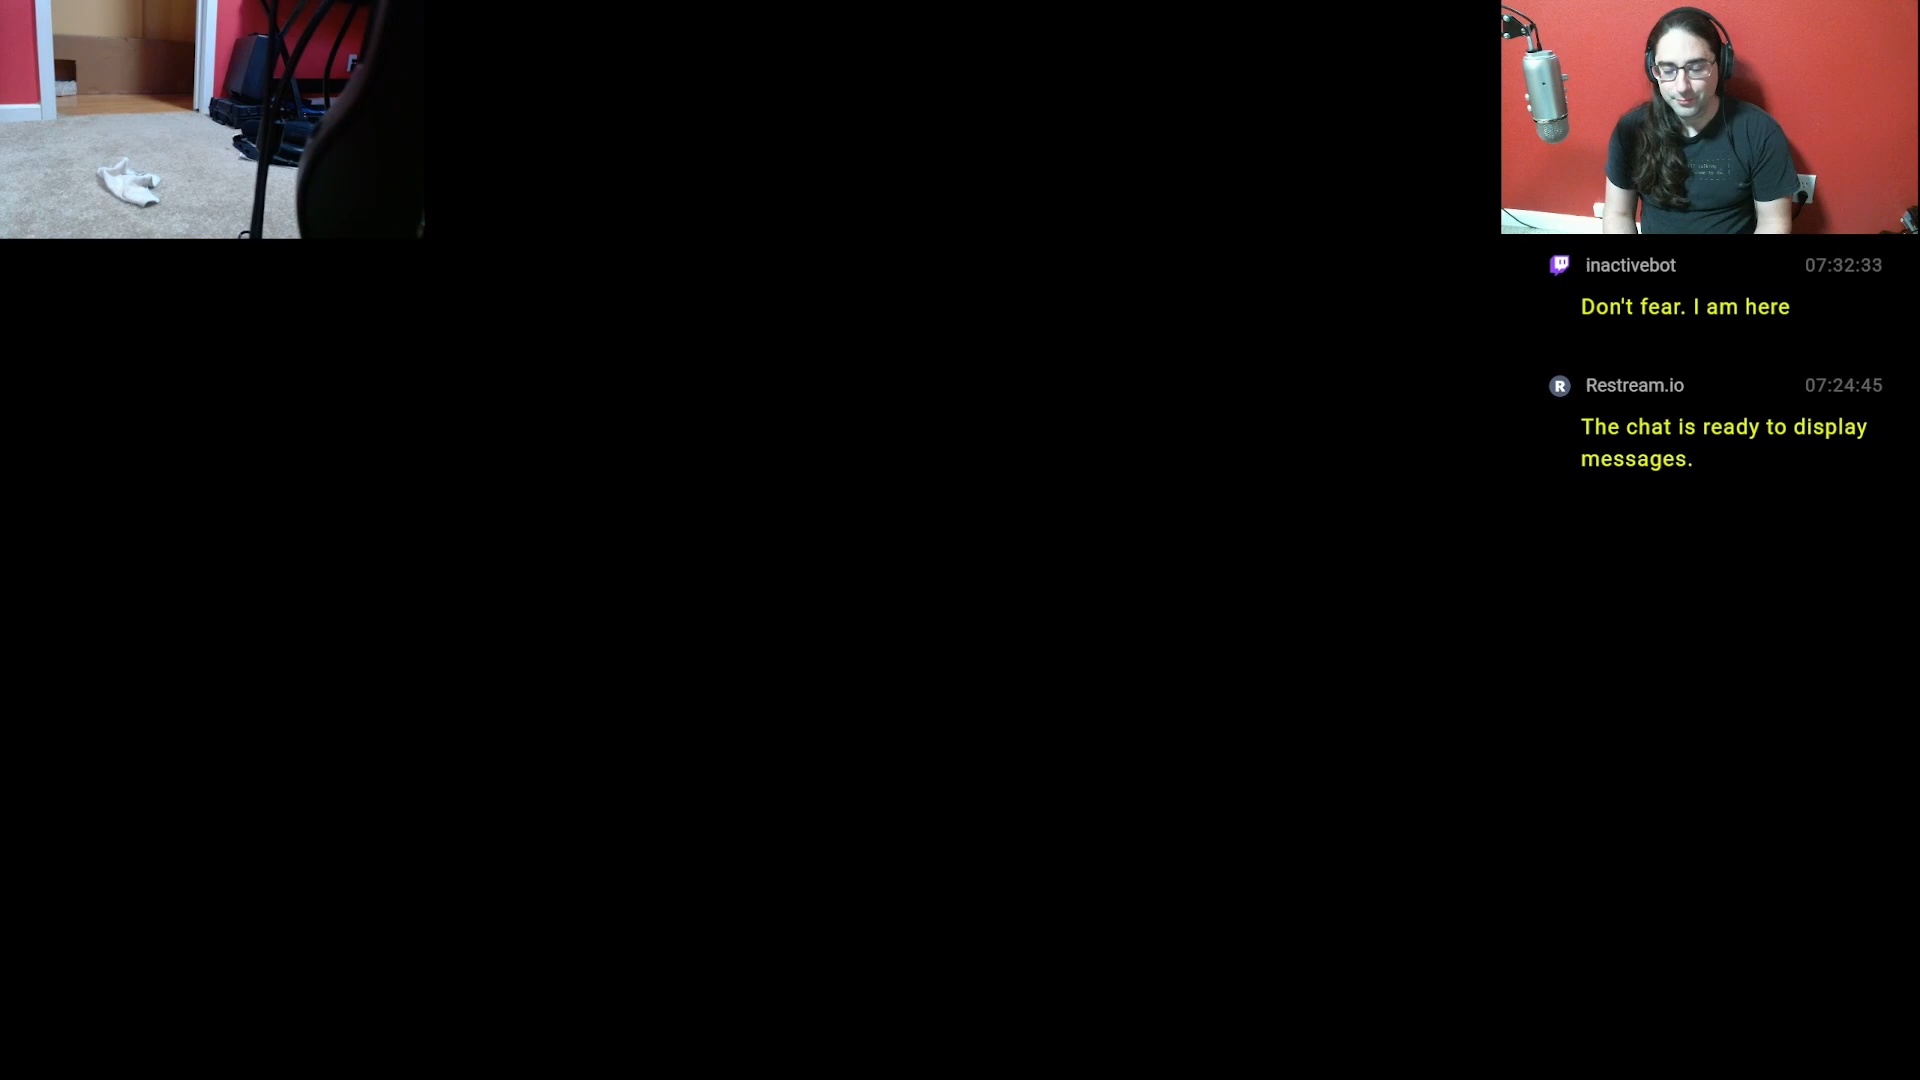 inactivebot 07:32:33
Don't fear. I am here
R Restream.io 07:24:45
The chat is ready to display
messages.